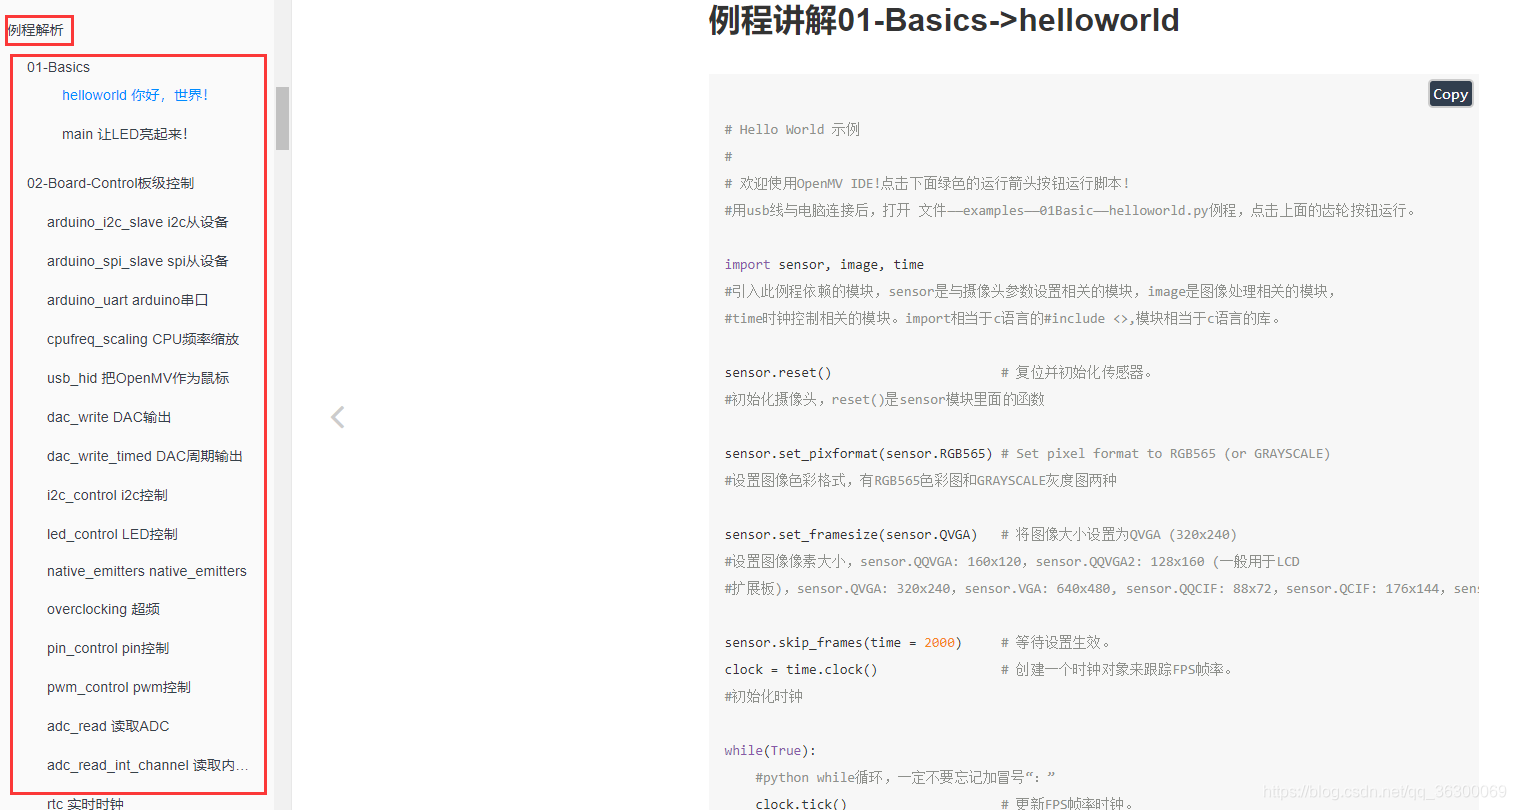 例程解析
01-Basics
helloworld 你好，世界！
main 让LED亮起来！
02-Board-Control板级控制
arduino_i2c_slave i2c从设备
arduino_spi_slave spi从设备
arduino_uart arduino串口
cpufreq_scaling CPU频率缩放
usb_hid 把OpenMV作为鼠标
dac_write DAC输出
dac_write_timed DAC周期输出
i2c_control i2c控制
led_control LED控制
native_emitters native_emitters
overclocking 超频
pin_control pin控制
pwm_control pwm控制
adc_read 读取ADC
adc_read_int_channel 读取内…
rtc 实时时钟
例程讲解01-Basics->helloworld
Copy
# Hello World 示例
#
# 欢迎使用OpenMV IDE!点击下面绿色的运行箭头按钮运行脚本！
#用usb线与电脑连接后，打开 文件——examples——01Basic——helloworld.py例程，点击上面的齿轮按钮运行。
import sensor, image, time
#引入此例程依赖的模块，sensor是与摄像头参数设置相关的模块，image是图像处理相关的模块，
#time时钟控制相关的模块。import相当于c语言的#include <>,模块相当于c语言的库。
sensor.reset() # 复位并初始化传感器。
#初始化摄像头，reset()是sensor模块里面的函数
sensor.set_pixformat(sensor.RGB565) # Set pixel format to RGB565 (or GRAYSCALE)
#设置图像色彩格式，有RGB565色彩图和GRAYSCALE灰度图两种
sensor.set_framesize(sensor.QVGA) # 将图像大小设置为QVGA (320x240)
#设置图像像素大小，sensor.QQVGA: 160x120，sensor.QQVGA2: 128x160 (一般用于LCD
#扩展板)，sensor.QVGA: 320x240，sensor.VGA: 640x480, sensor.QQCIF: 88x72，sensor.QCIF: 176x144，sens
sensor.skip_frames(time = 2000) # 等待设置生效。
clock = time.clock() # 创建一个时钟对象来跟踪FPS帧率。
#初始化时钟
while(True):
#python while循环，一定不要忘记加冒号“：”
clock.tick() # 更新FPS帧率时钟。
https://blog.csdn.net/qq_36300069